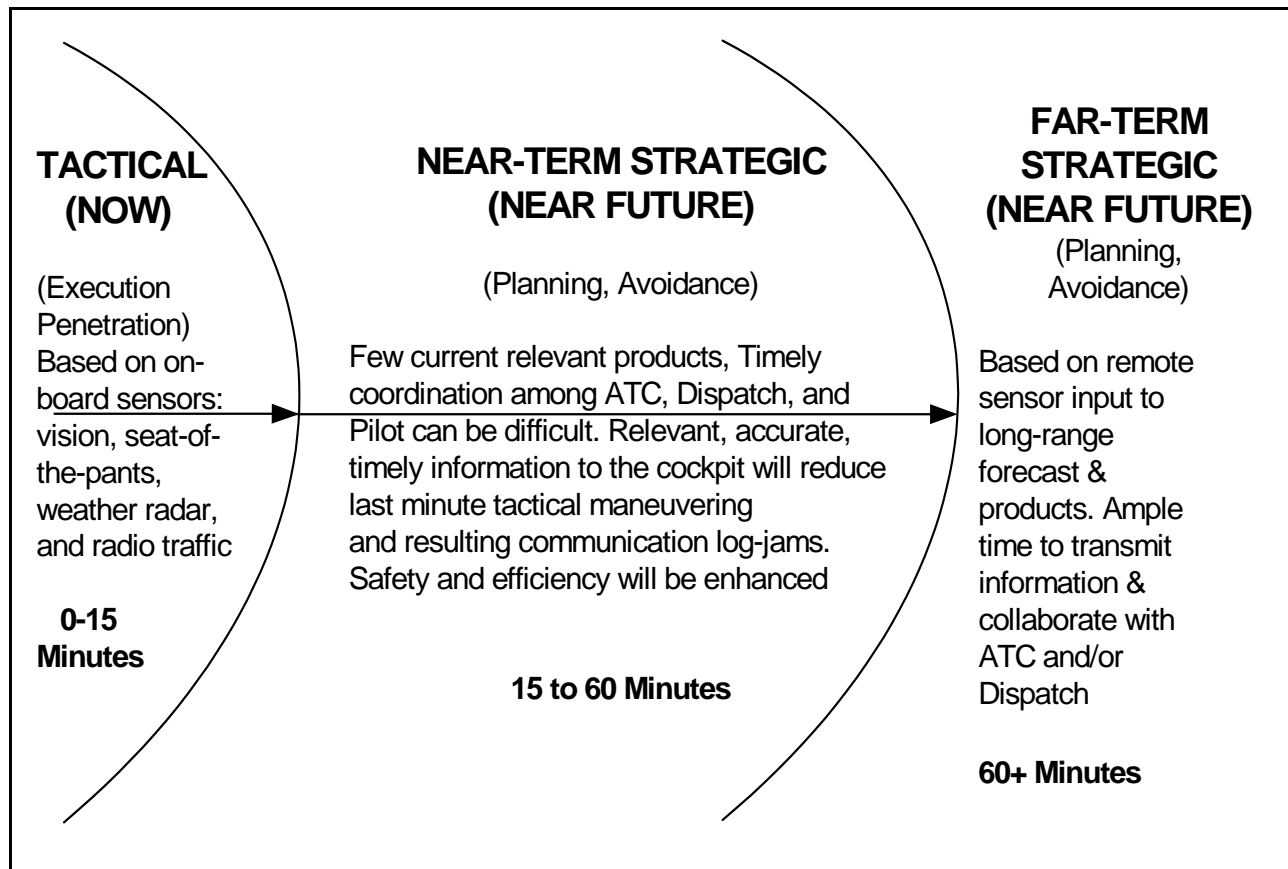 TACTICAL
(NOW)
(Execution
Penetration)
Based on on-
board sensors:
vision, seat-of-
the-pants,
weather radar,
and radio traffic
0-15
Minutes
NEAR-TERM STRATEGIC
(NEAR FUTURE)
(Planning, Avoidance)
Few current relevant products, Timely
coordination among ATC, Dispatch, and
Pilot can be difficult. Relevant, accurate,
timely information to the cockpit will reduce
last minute tactical maneuvering
and resulting communication log-jams.
Safety and efficiency will be enhanced
15 to 60 Minutes
FAR-TERM
STRATEGIC
(NEAR FUTURE)
(Planning,
Avoidance)
Based on remote
sensor input to
long-range
forecast &
products. Ample
time to transmit
information &
collaborate with
ATC and/or
Dispatch
60+ Minutes